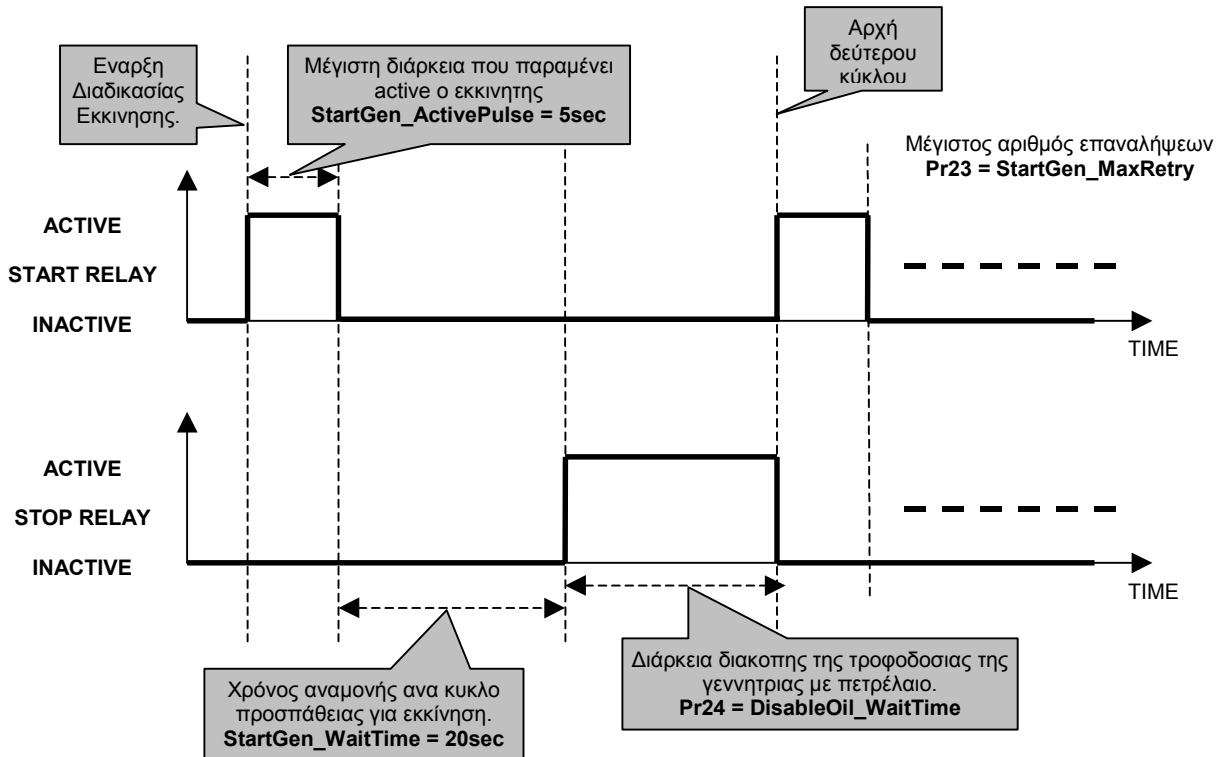 Εναρξη
Διαδικασίας
Εκκινησης.
Μέγιστη διάρκεια που παραμένει
active ο εκκινητης
StartGen_ActivePulse = 5sec
Αρχή
δεύτερου
κύκλου
Μέγιστος αριθμός επαναλήψεων
Pr23 = StartGen_MaxRetry
ACTIVE
START RELAY
INACTIVE
TIME
ACTIVE
STOP RELAY
INACTIVE
TIME
Χρόνος αναμονής ανα κυκλο
προσπάθειας για εκκίνηση.
StartGen_WaitTime = 20sec
Διάρκεια διακοπης της τροφοδοσιας της
γεννητριας με πετρέλαιο.
Pr24 = DisableOil_WaitTime